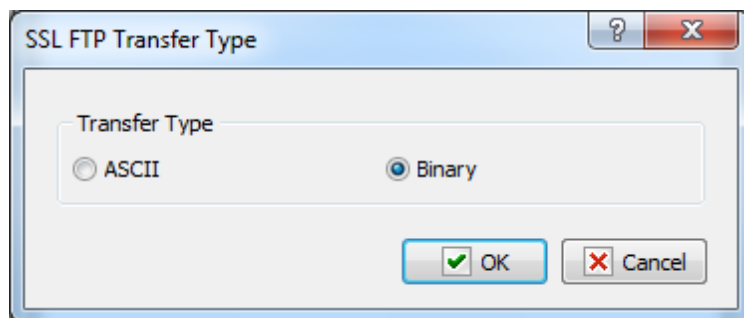 SSL FTP Transfer Type
Transfer Type
ASCII Binary
OK Cancel